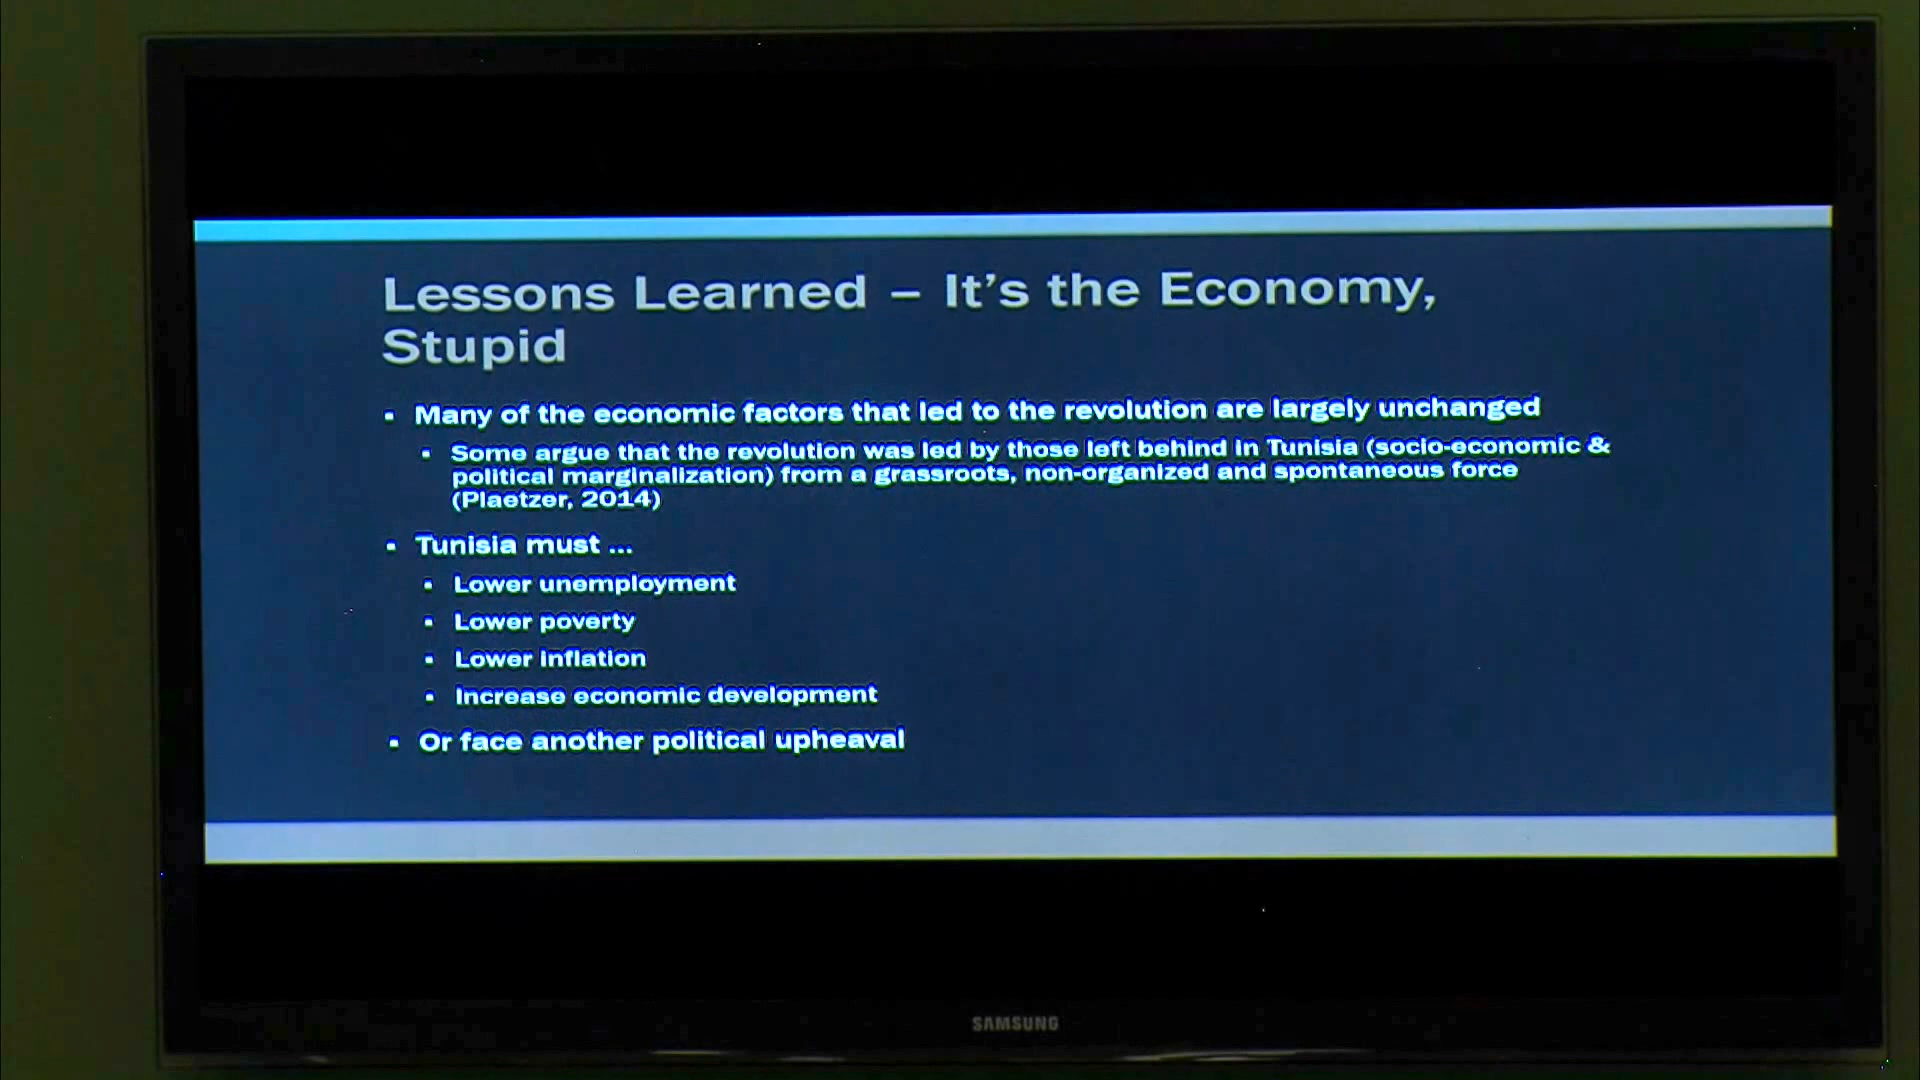 Lessons Learned – It's the Economy,
Stupid
▪ Many of the economic factors that led to the revolution are largely unchanged
▪ Some argue that the revolution was led by those left behind in Tunisia (socio-economic &
political marginalization) from a grassroots, non-organized and spontaneous force
(Plaetzer, 2014)
▪ Tunisia must ...
▪ Lower unemployment
▪ Lower poverty
▪ Lower inflation
▪ Increase economic development
▪ Or face another political upheaval
SAMSUNG